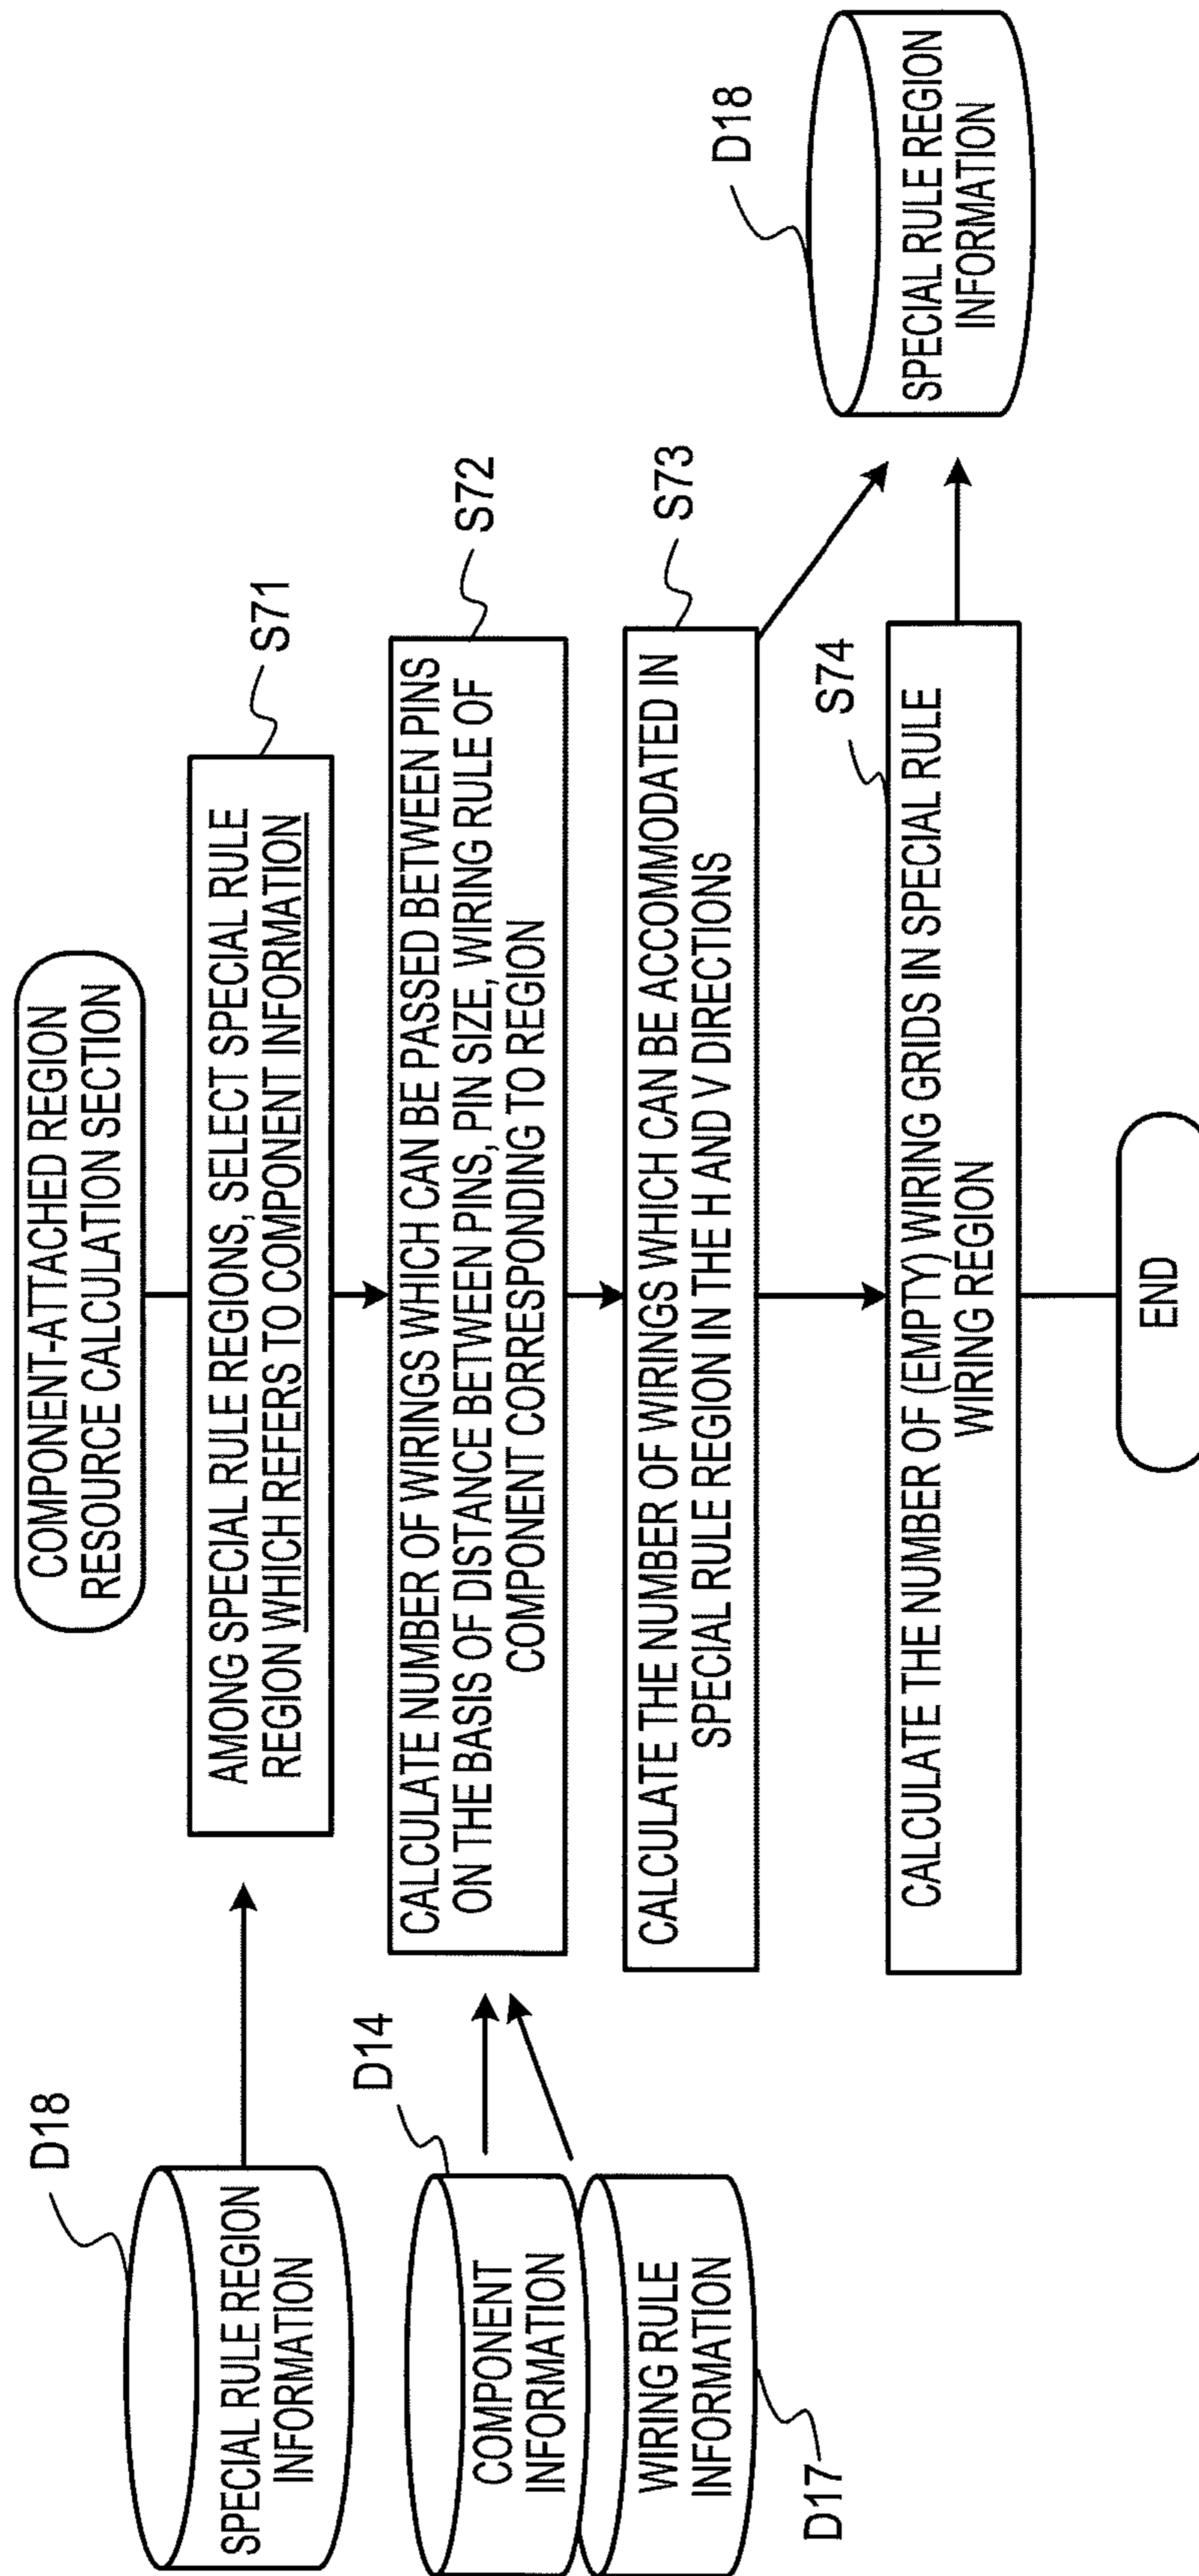 COMPONENT-ATTACHED REGION
RESOURCE CALCULATION SECTION
D18
SPECIAL RULE REGION
INFORMATION
AMONG SPECIAL RULE REGIONS, SELECT SPECIAL RULE
REGION WHICH REFERS TO COMPONENT INFORMATION
S71
D14
COMPONENT
INFORMATION
WIRING RULE
INFORMATION
D17
CALCULATE NUMBER OF WIRINGS WHICH CAN BE PASSED BETWEEN PINS
ON THE BASIS OF DISTANCE BETWEEN PINS, PIN SIZE, WIRING RULE OF
COMPONENT CORRESPONDING TO REGION
S72
CALCULATE THE NUMBER OF WIRINGS WHICH CAN BE ACCOMMODATED IN
SPECIAL RULE REGION IN THE H AND V DIRECTIONS
S73
CALCULATE THE NUMBER OF (EMPTY) WIRING GRIDS IN SPECIAL RULE
WIRING REGION
S74
D18
SPECIAL RULE REGION
INFORMATION
END